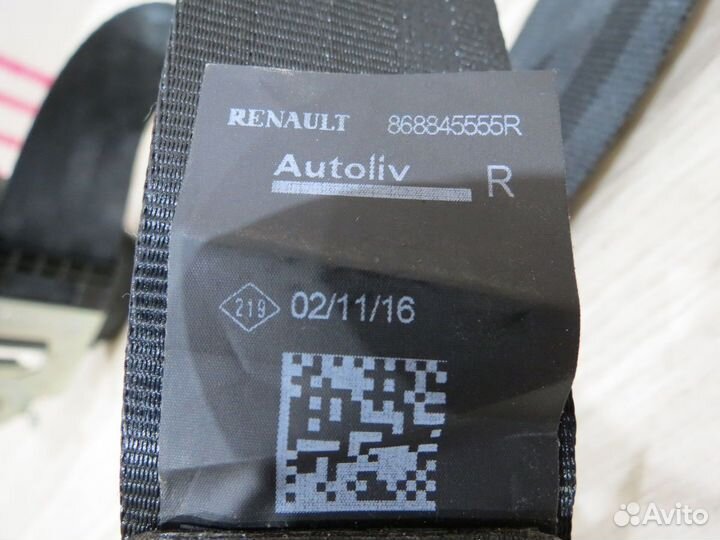 RENAULT 868845555R
Autoliv R
219 02/11/16
Avito